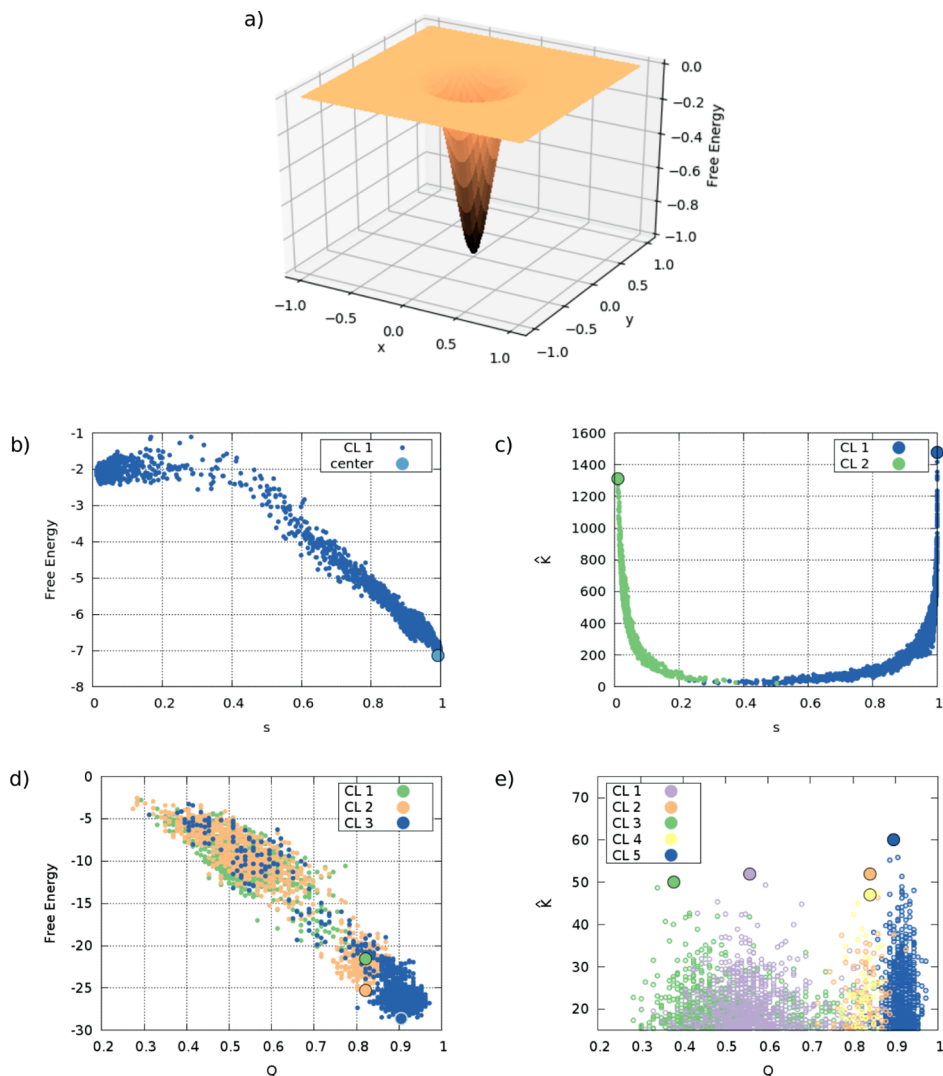 a)
0.0
−0.2
−0.4
−0.6
−0.8
−1.0
Free Energy
−1.0
−0.5
0.0
0.5
1.0
x
−1.0
−0.5
0.0
0.5
1.0
y
b)
-1
-2
-3
-4
-5
-6
-7
-8
Free Energy
CL 1
center
0
0.2
0.4
0.6
0.8
1
s
c)
1600
1400
1200
1000
800
600
400
200
0
K̂
CL 1
CL 2
0
0.2
0.4
0.6
0.8
1
s
d)
0
-5
-10
-15
-20
-25
-30
Free Energy
CL 1
CL 2
CL 3
0.2
0.3
0.4
0.5
0.6
0.7
0.8
0.9
1
Q
e)
70
60
50
40
30
20
K̂
CL 1
CL 2
CL 3
CL 4
CL 5
0.2
0.3
0.4
0.5
0.6
0.7
0.8
0.9
1
Q